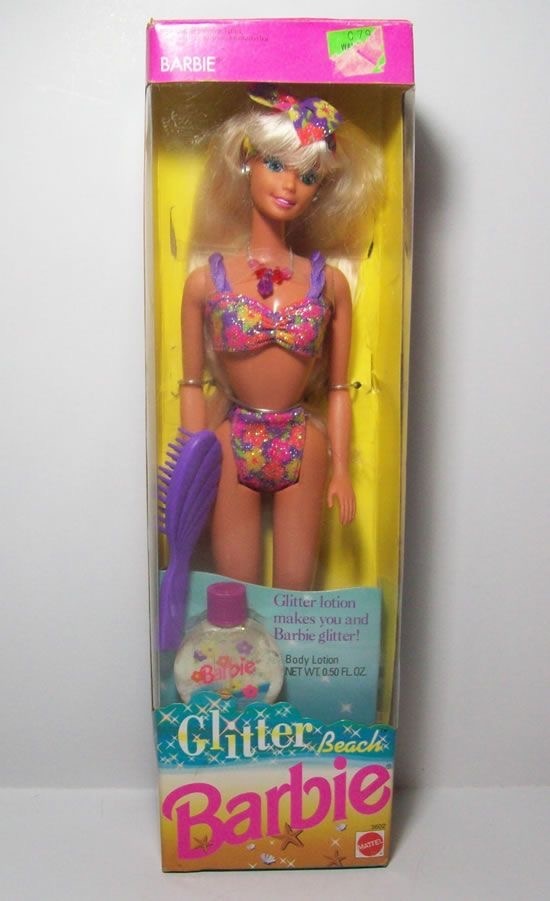 BARBIE
Glitter lotion
makes you and
Barbie glitter!
Body Lotion
NET WT. 0.50 FL. OZ.
Barbie
Glitter Beach
Barbie®
3602
MATTEL